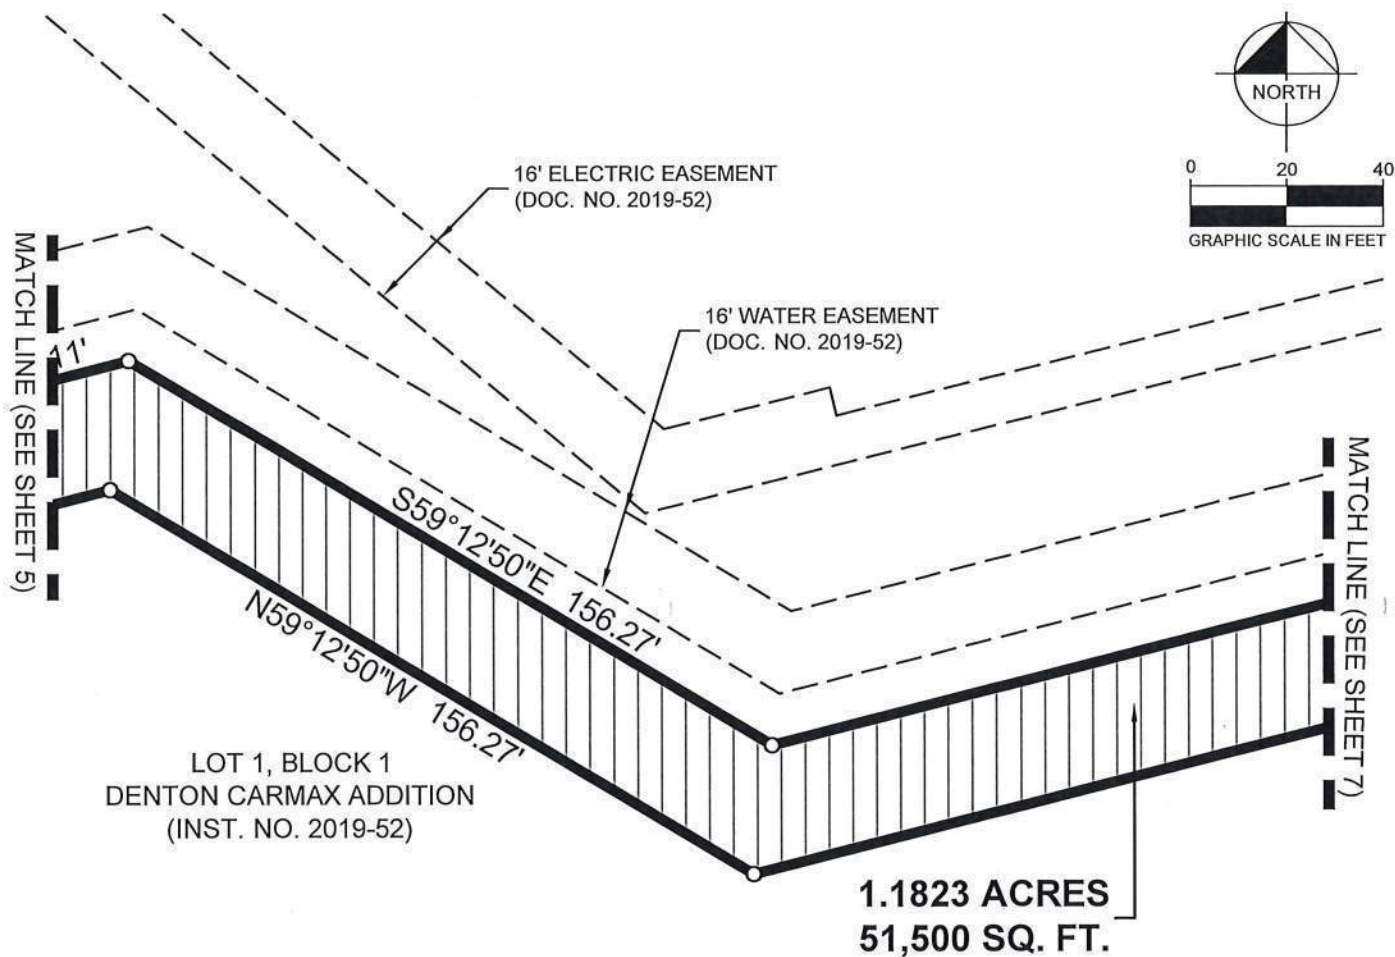 NORTH
0 20 40
GRAPHIC SCALE IN FEET
16' ELECTRIC EASEMENT
(DOC. NO. 2019-52)
16' WATER EASEMENT
(DOC. NO. 2019-52)
MATCH LINE (SEE SHEET 5)
11'
S59°12'50"E 156.27'
N59°12'50"W 156.27'
MATCH LINE (SEE SHEET 7)
LOT 1, BLOCK 1
DENTON CARMAX ADDITION
(INST. NO. 2019-52)
1.1823 ACRES
51,500 SQ. FT.